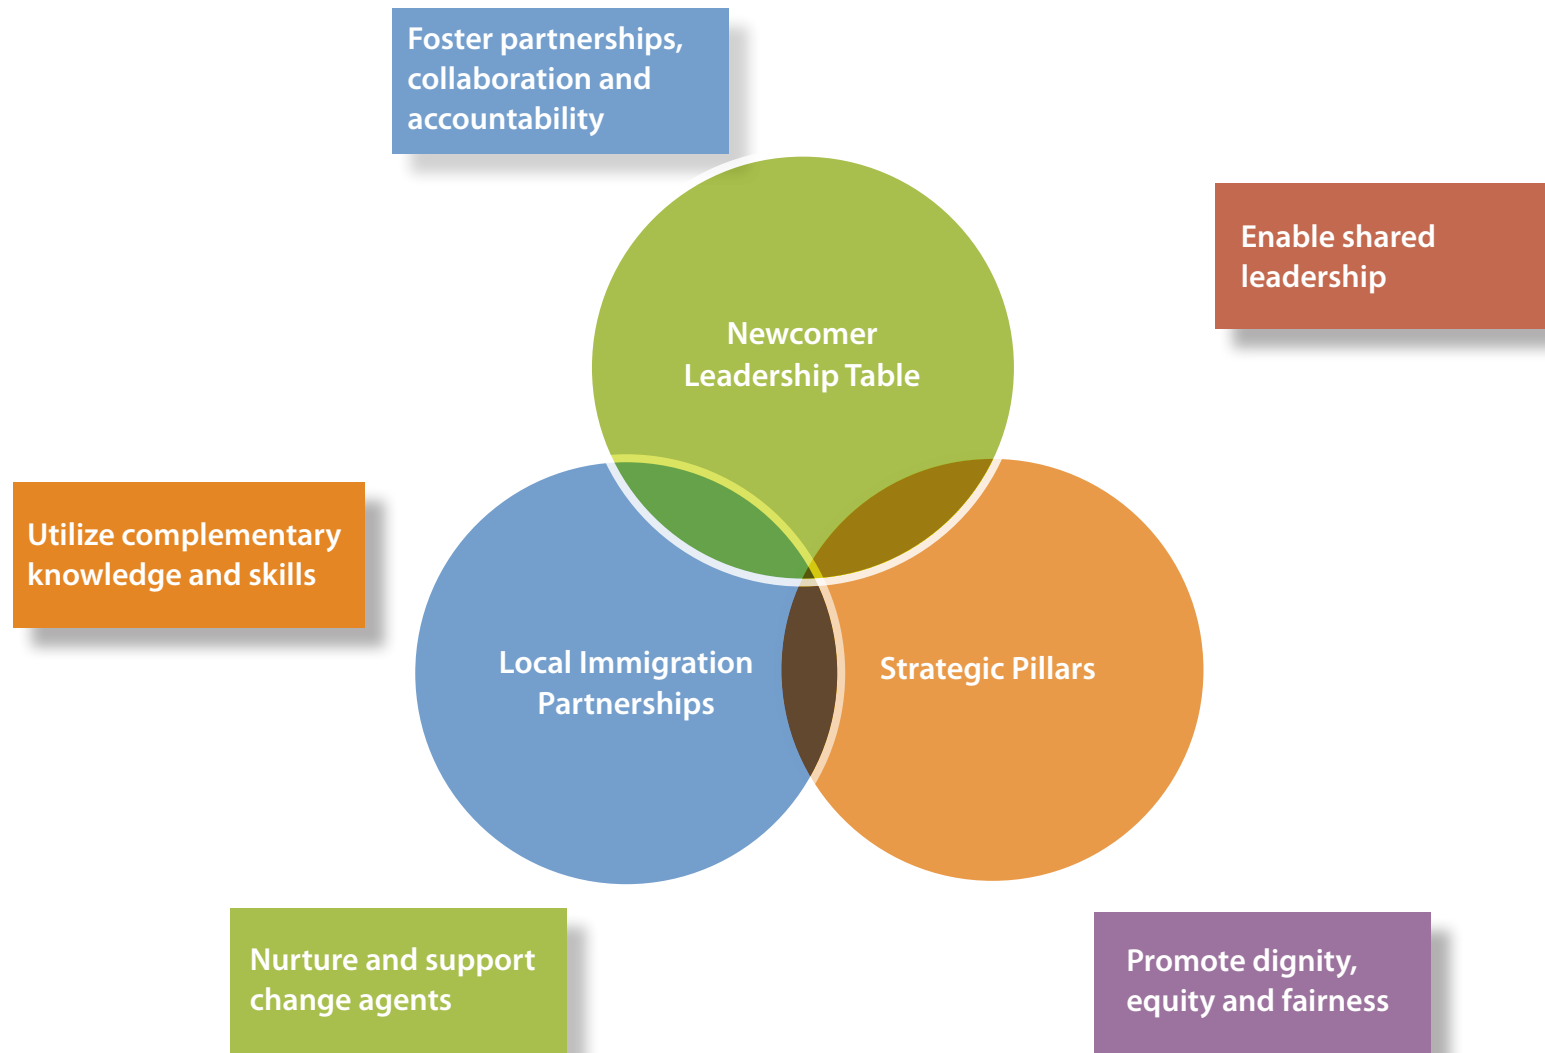 Foster partnerships,
collaboration and
accountability
Enable shared
leadership
Newcomer
Leadership Table
Utilize complementary
knowledge and skills
Local Immigration
Partnerships
Strategic Pillars
Nurture and support
change agents
Promote dignity,
equity and fairness